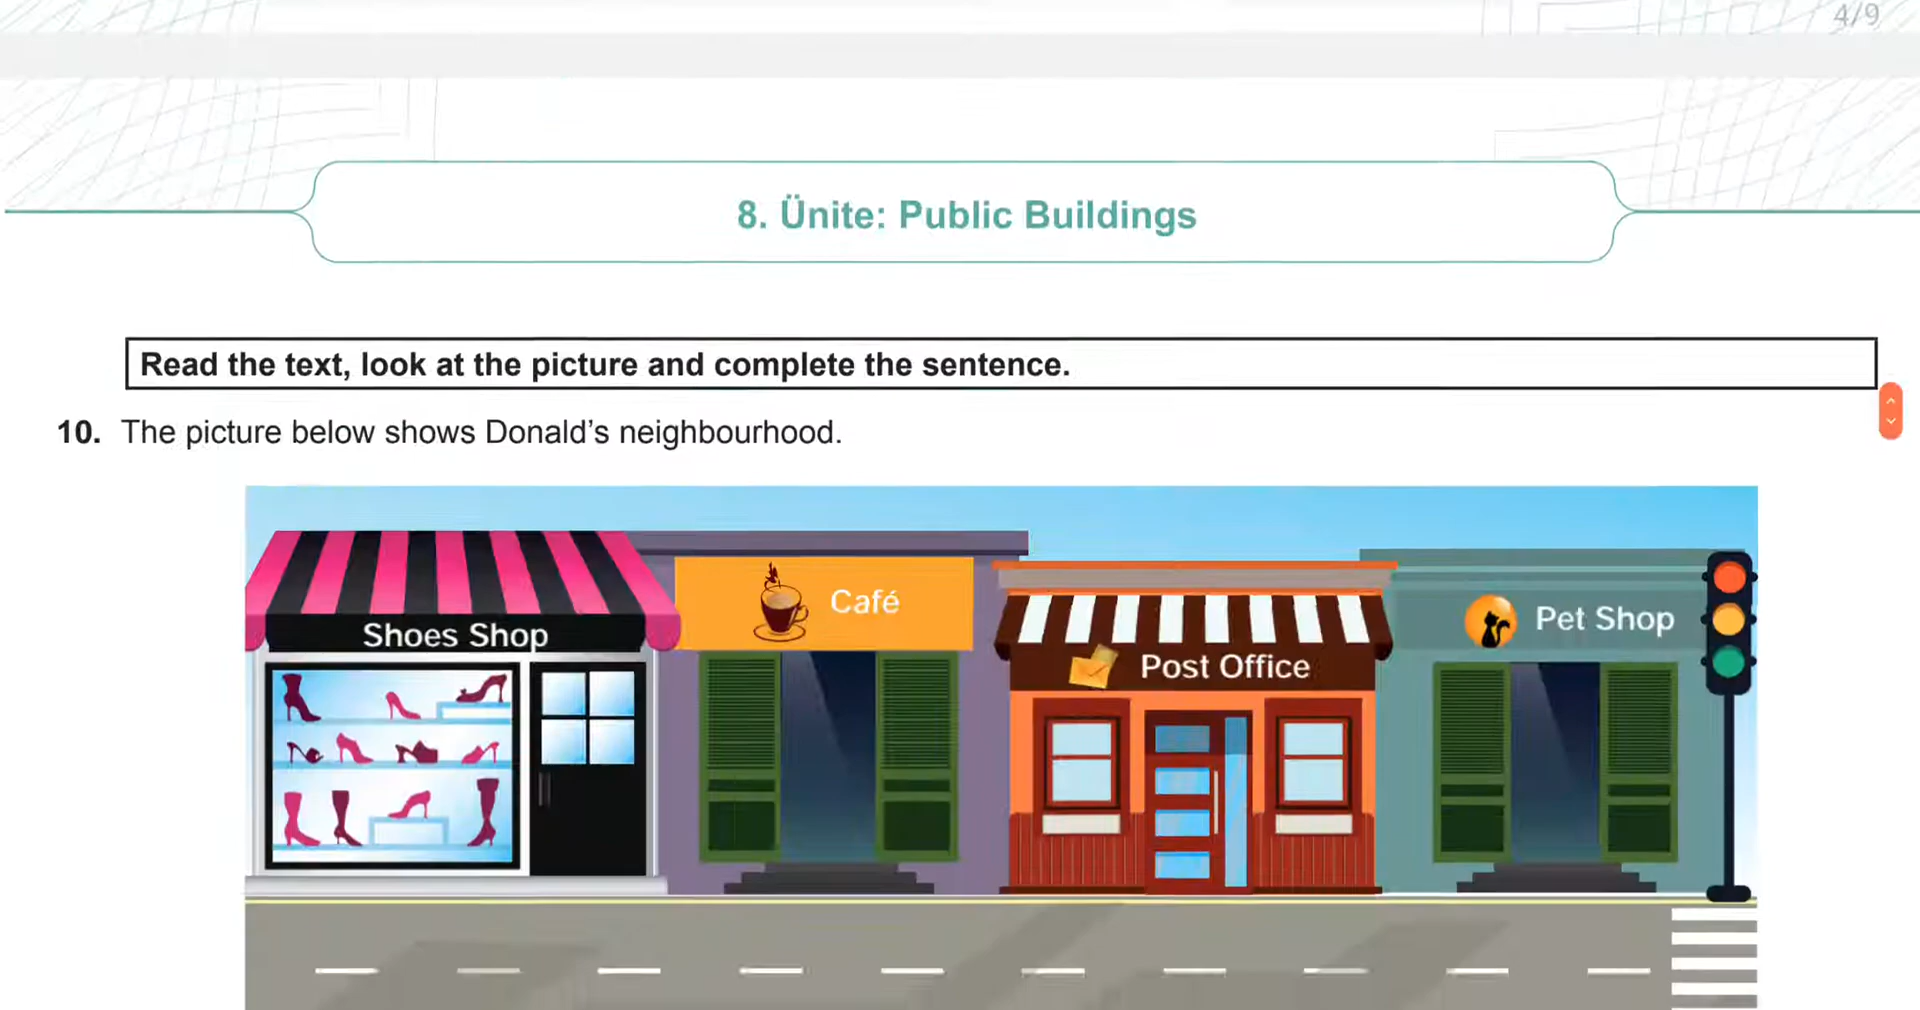 4/9
8. Ünite: Public Buildings
Read the text, look at the picture and complete the sentence.
10. The picture below shows Donald’s neighbourhood.
Shoes Shop
Café
Post Office
Pet Shop